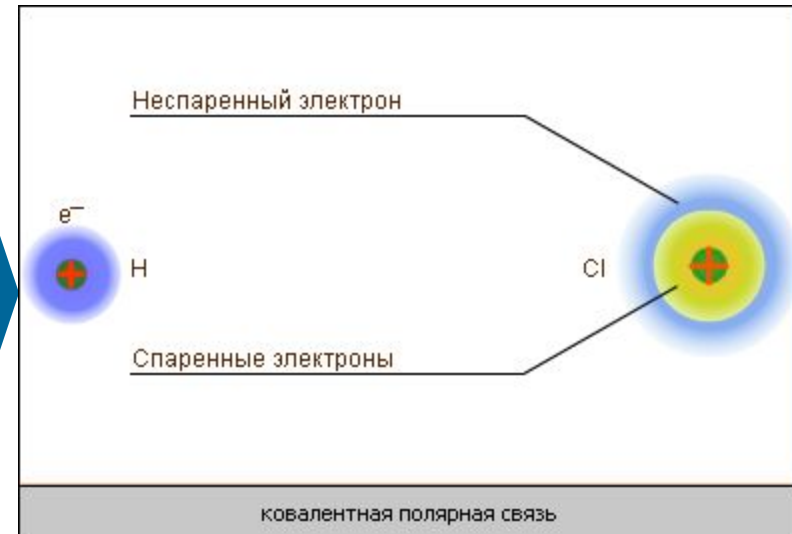 Неспаренный электрон
e⁻
H
Cl
Спаренные электроны
ковалентная полярная связь